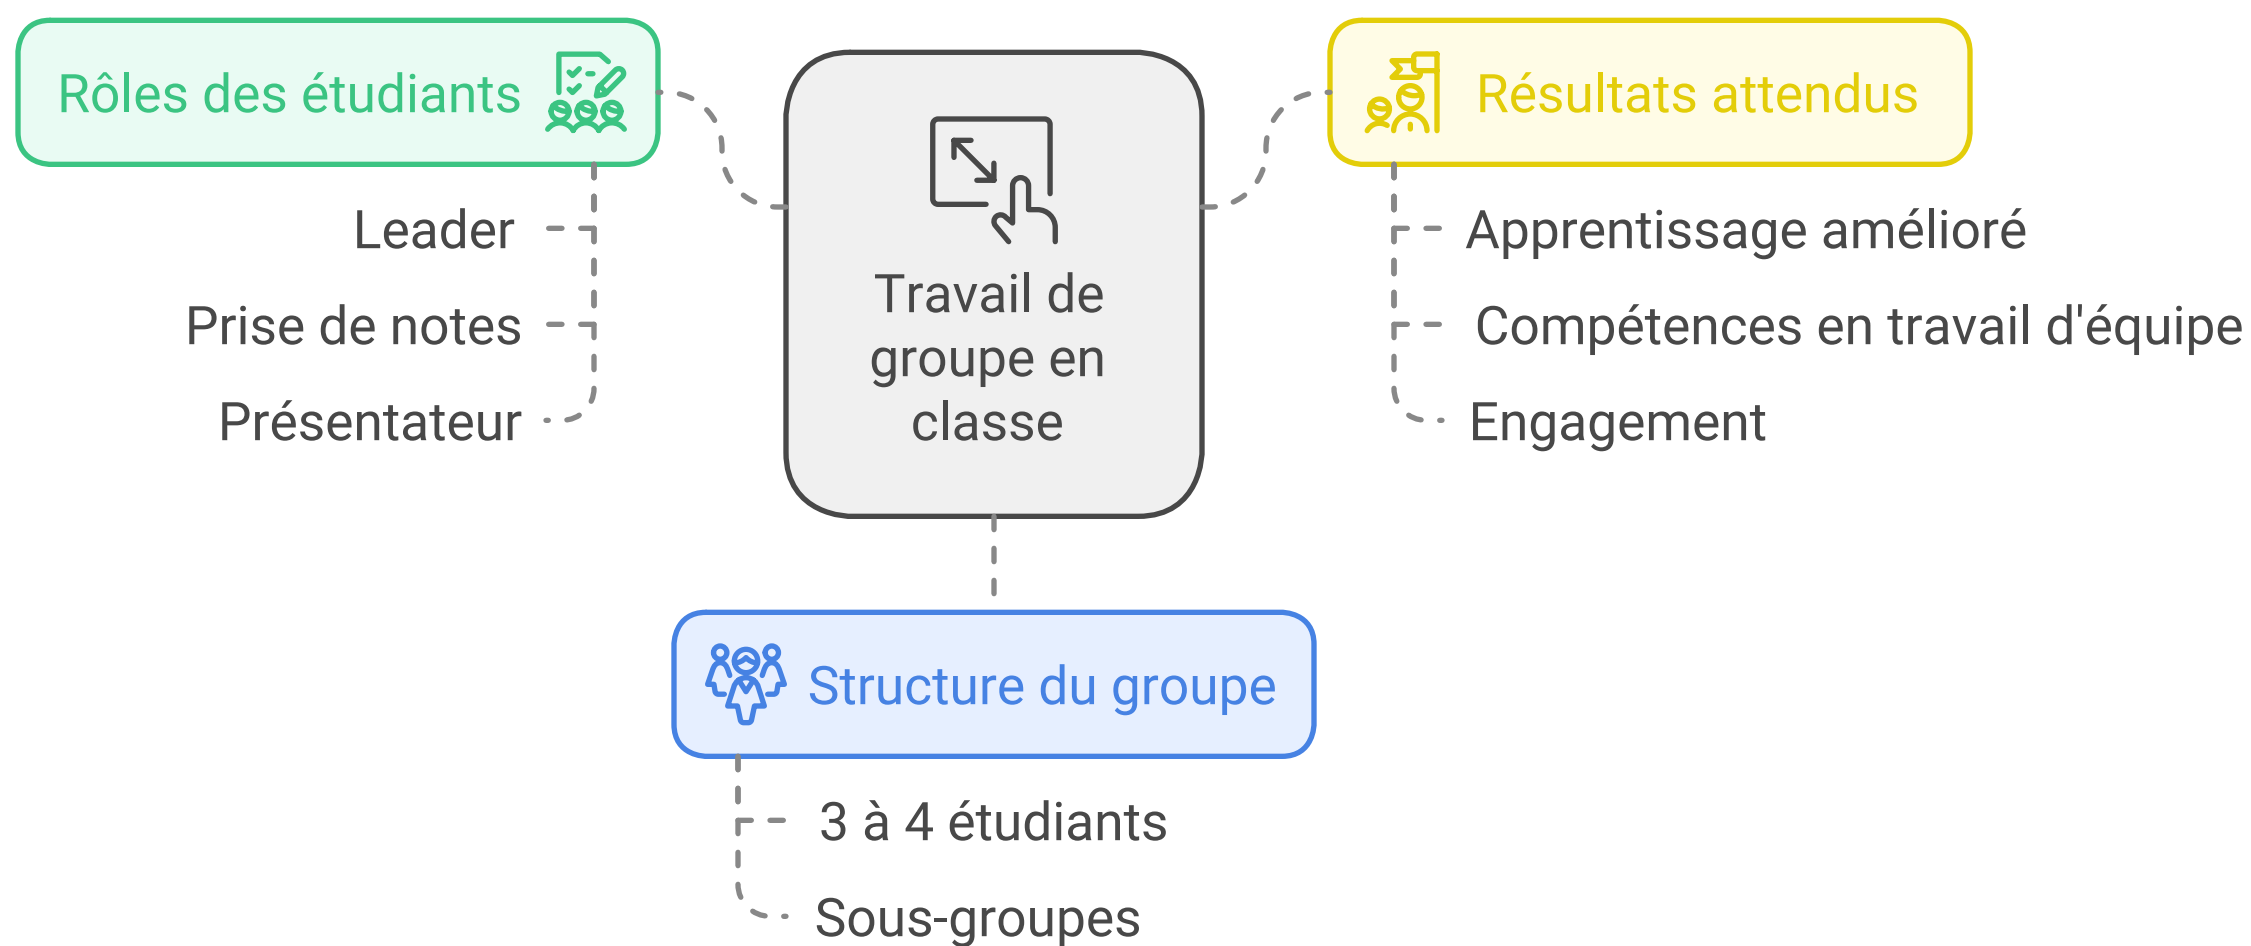 Rôles des étudiants
Leader
Prise de notes
Présentateur
Travail de
groupe en
classe
Résultats attendus
Apprentissage amélioré
Compétences en travail d'équipe
Engagement
Structure du groupe
3 à 4 étudiants
Sous-groupes